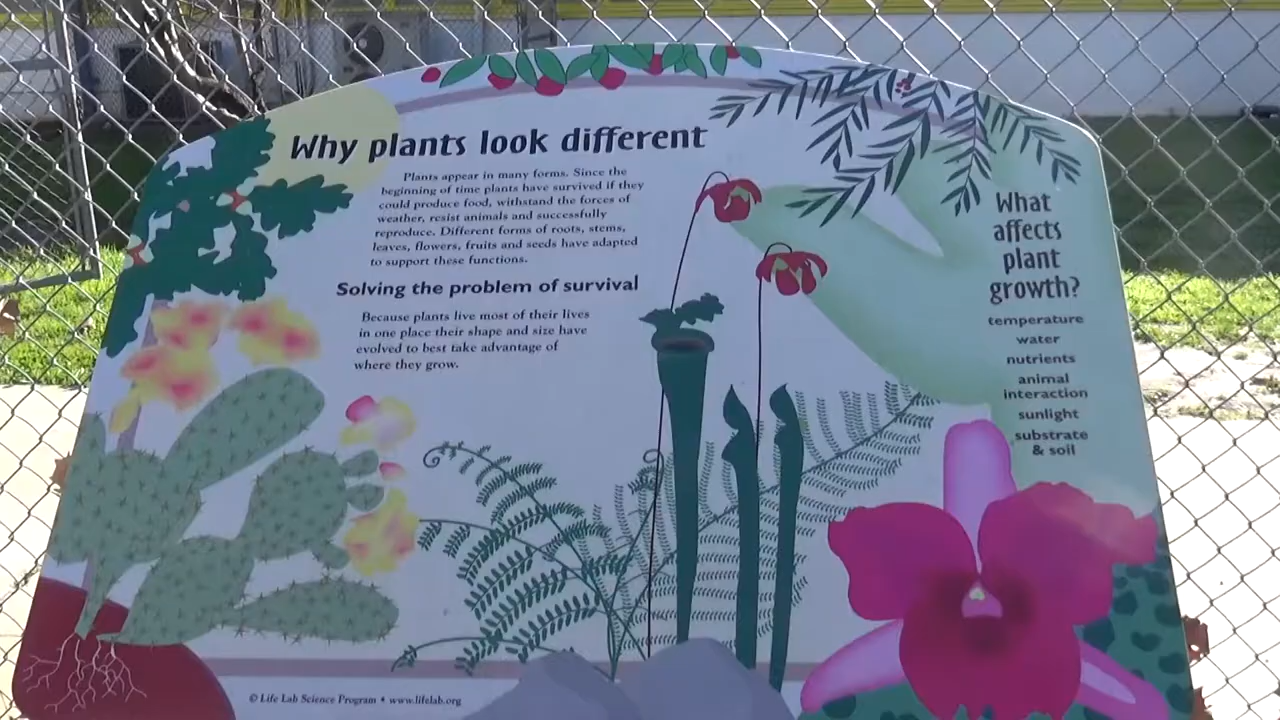 Why plants look different
Plants appear in many forms. Since the
beginning of time plants have survived if they
could produce food, withstand the forces of
weather, resist animals and successfully
reproduce. Different forms of roots, stems,
leaves, flowers, fruits and seeds have adapted
to support these functions.
Solving the problem of survival
Because plants live most of their lives
in one place their shape and size have
evolved to best take advantage of
where they grow.
What
affects
plant
growth?
temperature
water
nutrients
animal
interaction
sunlight
substrate
& soil
© Life Lab Science Program • www.lifelab.org